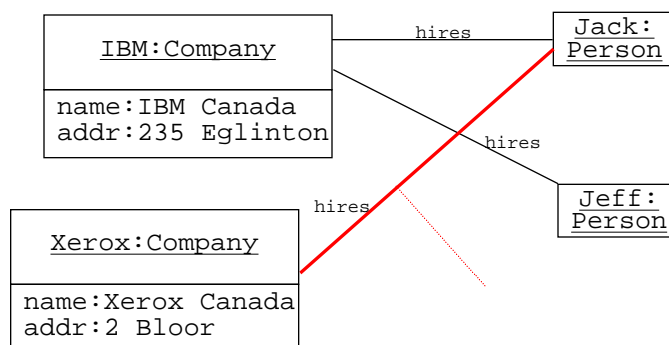 IBM:Company
name:IBM Canada
addr:235 Eglinton
hires
Jack:
Person
hires
Jeff:
Person
hires
Xerox:Company
name:Xerox Canada
addr:2 Bloor